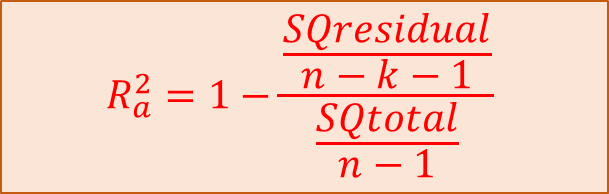 R²ₐ = 1 − (SQresidual / (n − k − 1)) / (SQtotal / (n − 1))